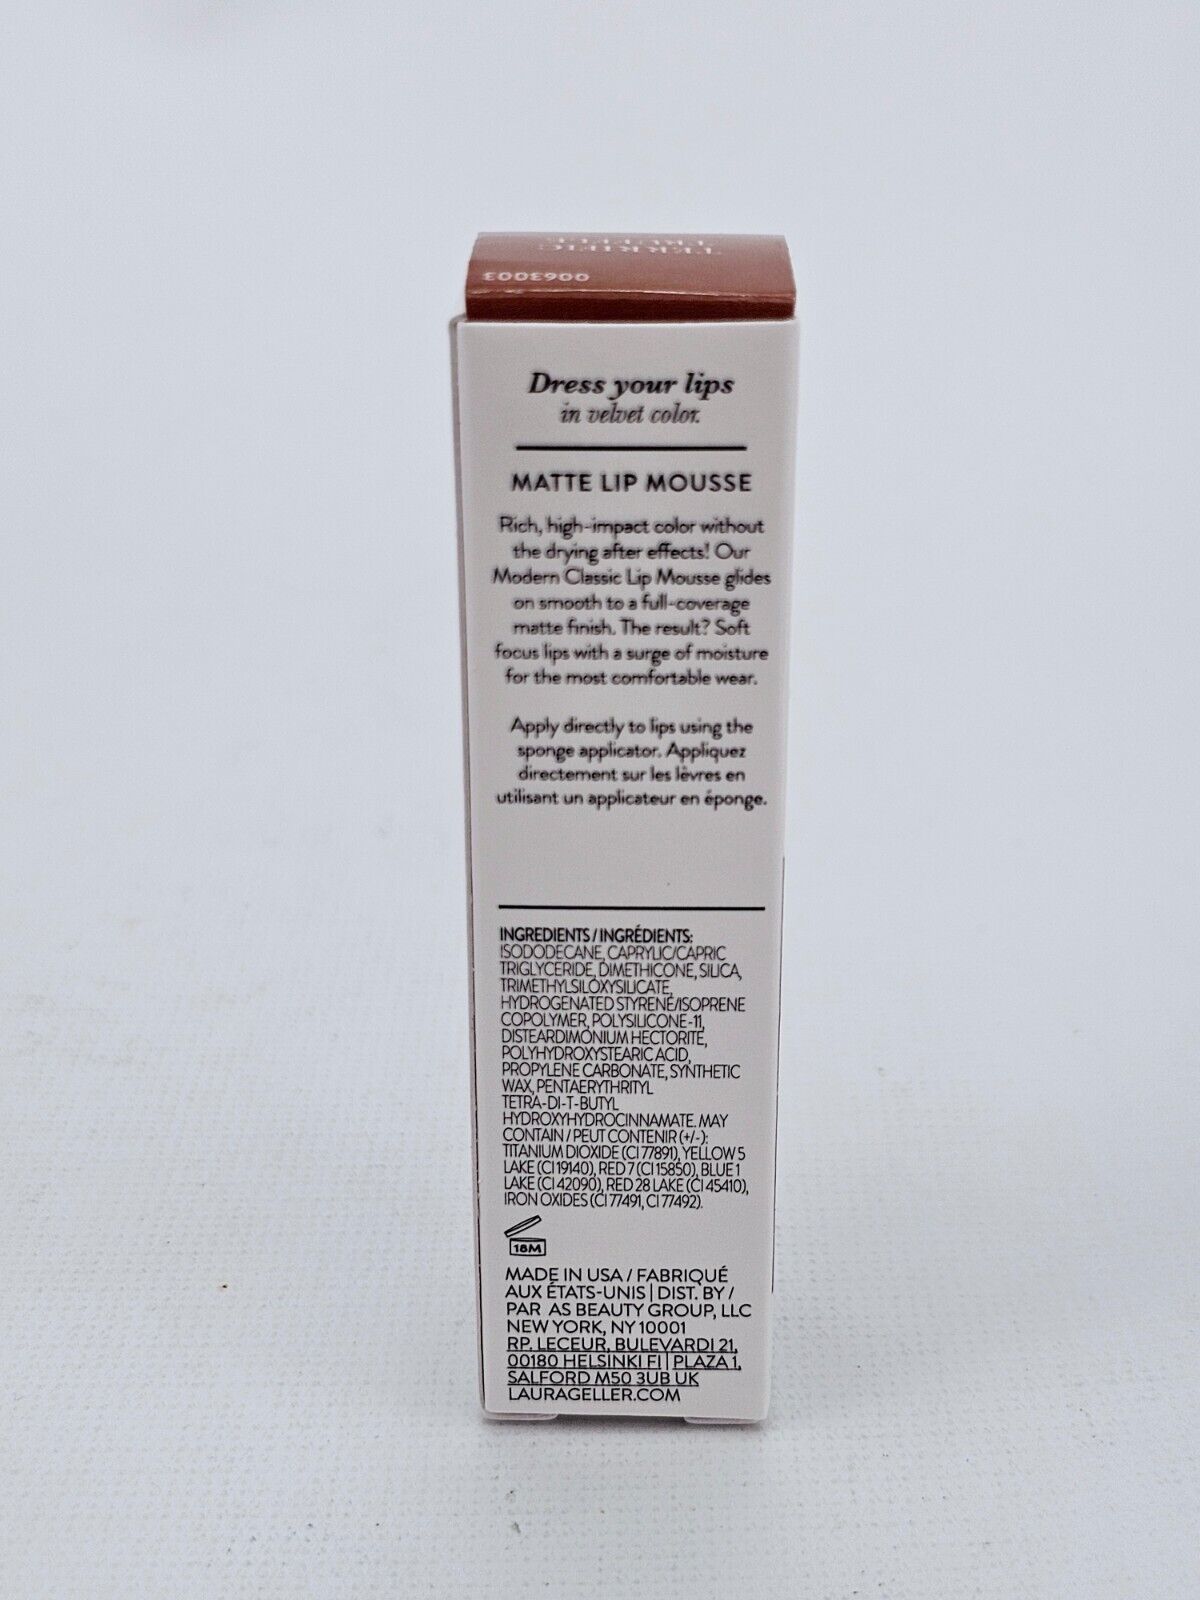 TERRIFIC
TRUFFLE
0063003
Dress your lips
in velvet color.
MATTE LIP MOUSSE
Rich, high-impact color without
the drying after effects! Our
Modern Classic Lip Mousse glides
on smooth to a full-coverage
matte finish. The result? Soft
focus lips with a surge of moisture
for the most comfortable wear.
Apply directly to lips using the
sponge applicator. Appliquez
directement sur les lèvres en
utilisant un applicateur en éponge.
INGREDIENTS / INGRÉDIENTS:
ISODODECANE, CAPRYLIC/CAPRIC
TRIGLYCERIDE, DIMETHICONE, SILICA,
TRIMETHYLSILOXYSILICATE,
HYDROGENATED STYRENE/ISOPRENE
COPOLYMER, POLYSILICONE-11,
DISTEARDIMONIUM HECTORITE,
POLYHYDROXYSTEARIC ACID,
PROPYLENE CARBONATE, SYNTHETIC
WAX, PENTAERYTHRITYL
TETRA-DI-T-BUTYL
HYDROXYHYDROCINNAMATE. MAY
CONTAIN / PEUT CONTENIR (+/-):
TITANIUM DIOXIDE (CI 77891), YELLOW 5
LAKE (CI 19140), RED 7 (CI 15850), BLUE 1
LAKE (CI 42090), RED 28 LAKE (CI 45410),
IRON OXIDES (CI 77491, CI 77492).
18M
MADE IN USA / FABRIQUÉ
AUX ÉTATS-UNIS | DIST. BY /
PAR AS BEAUTY GROUP, LLC
NEW YORK, NY 10001
RP. LECEUR, BULEVARDI 21,
00180 HELSINKI FI | PLAZA 1,
SALFORD M50 3UB UK
LAURAGELLER.COM